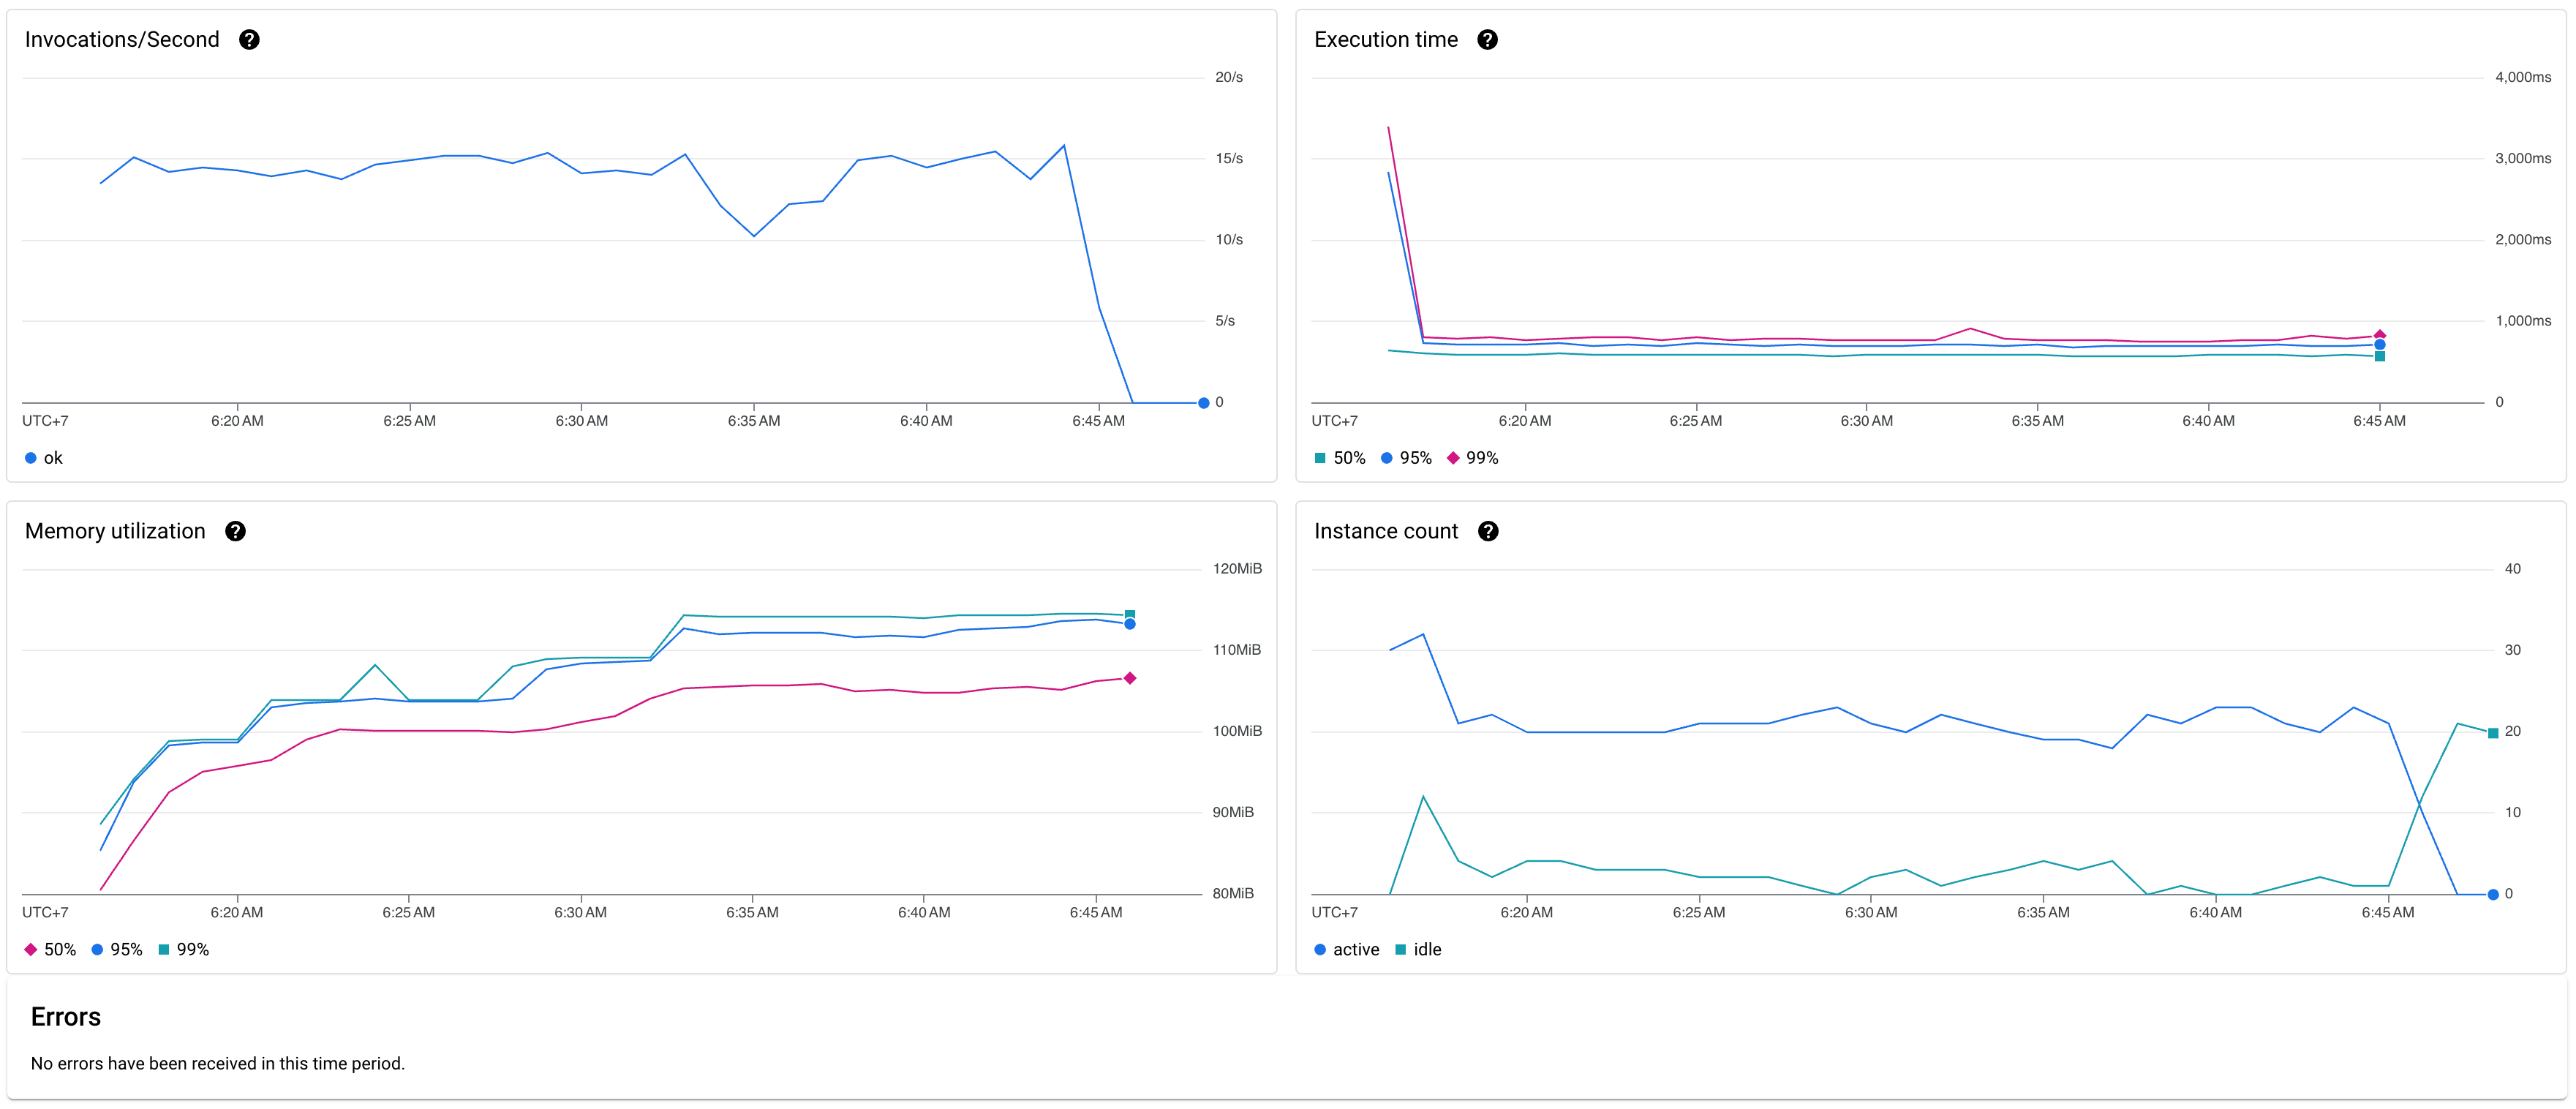 Invocations/Second
20/s
15/s
10/s
5/s
0
UTC+7 6:20 AM 6:25 AM 6:30 AM 6:35 AM 6:40 AM 6:45 AM
ok
Execution time
4,000ms
3,000ms
2,000ms
1,000ms
0
UTC+7 6:20 AM 6:25 AM 6:30 AM 6:35 AM 6:40 AM 6:45 AM
50% 95% 99%
Memory utilization
120MiB
110MiB
100MiB
90MiB
80MiB
UTC+7 6:20 AM 6:25 AM 6:30 AM 6:35 AM 6:40 AM 6:45 AM
50% 95% 99%
Instance count
40
30
20
10
0
UTC+7 6:20 AM 6:25 AM 6:30 AM 6:35 AM 6:40 AM 6:45 AM
active idle
Errors
No errors have been received in this time period.